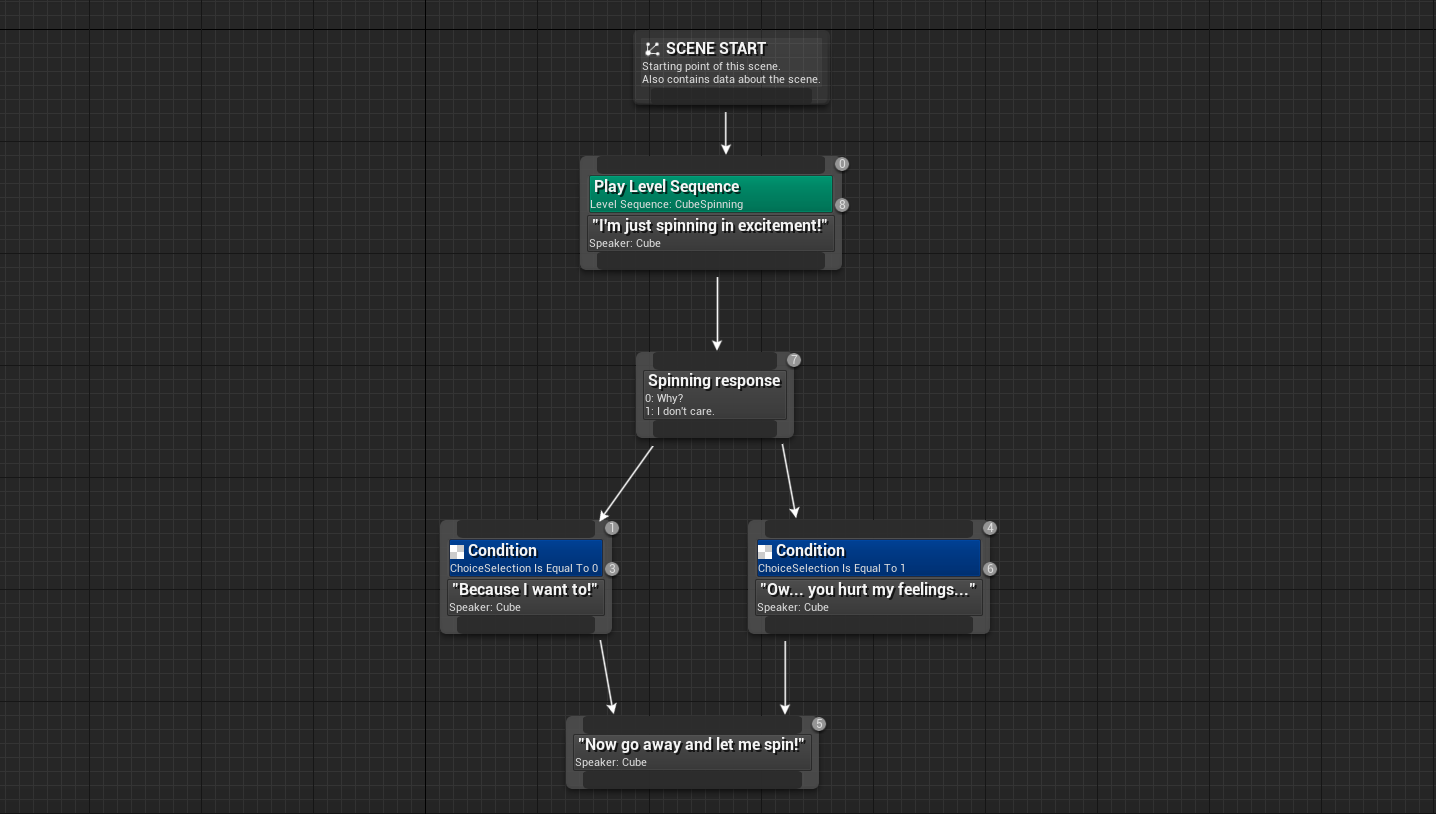 SCENE START
Starting point of this scene.
Also contains data about the scene.
0
Play Level Sequence
Level Sequence: CubeSpinning
8
"I'm just spinning in excitement!"
Speaker: Cube
7
Spinning response
0: Why?
1: I don't care.
1
Condition
ChoiceSelection Is Equal To 0
3
"Because I want to!"
Speaker: Cube
4
Condition
ChoiceSelection Is Equal To 1
6
"Ow... you hurt my feelings..."
Speaker: Cube
5
"Now go away and let me spin!"
Speaker: Cube